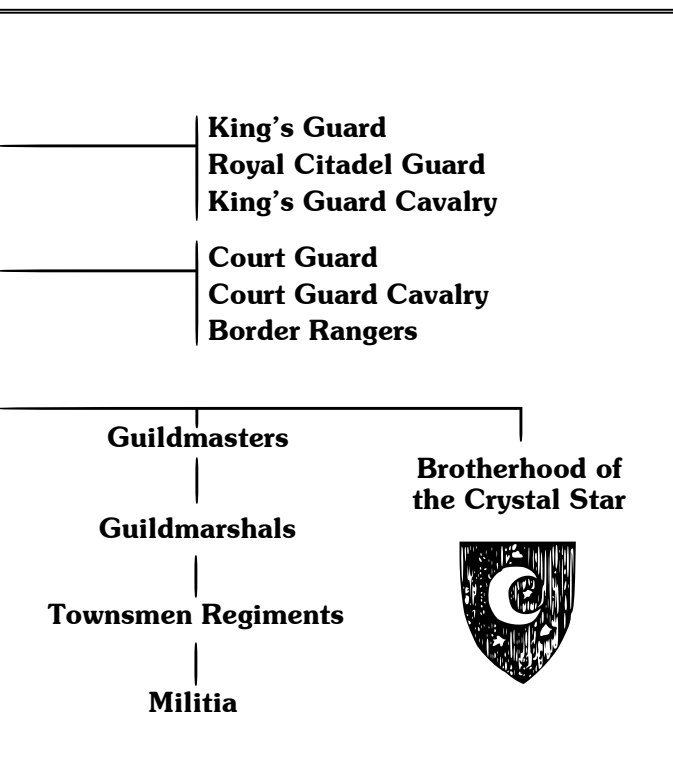 King’s Guard
Royal Citadel Guard
King’s Guard Cavalry
Court Guard
Court Guard Cavalry
Border Rangers
Guildmasters
Brotherhood of
the Crystal Star
Guildmarshals
Townsmen Regiments
Militia